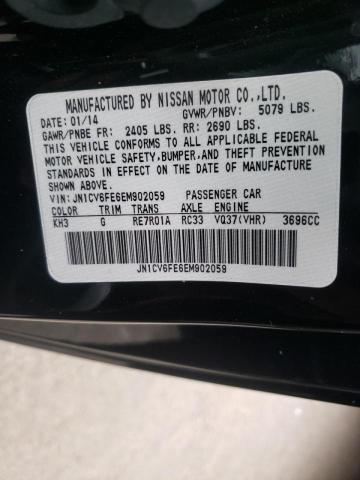 MANUFACTURED BY NISSAN MOTOR CO.,LTD.
DATE: 01/14 GVWR/PNBV: 5079 LBS.
GAWR/PNBE FR: 2405 LBS. RR: 2690 LBS.
THIS VEHICLE CONFORMS TO ALL APPLICABLE FEDERAL
MOTOR VEHICLE SAFETY, BUMPER, AND THEFT PREVENTION
STANDARDS IN EFFECT ON THE DATE OF MANUFACTURE
SHOWN ABOVE.
VIN: JN1CV6FE6EM902059 PASSENGER CAR
COLOR TRIM TRANS AXLE ENGINE
KH3 G RE7R01A RC33 VQ37(VHR) 3696CC
JN1CV6FE6EM902059